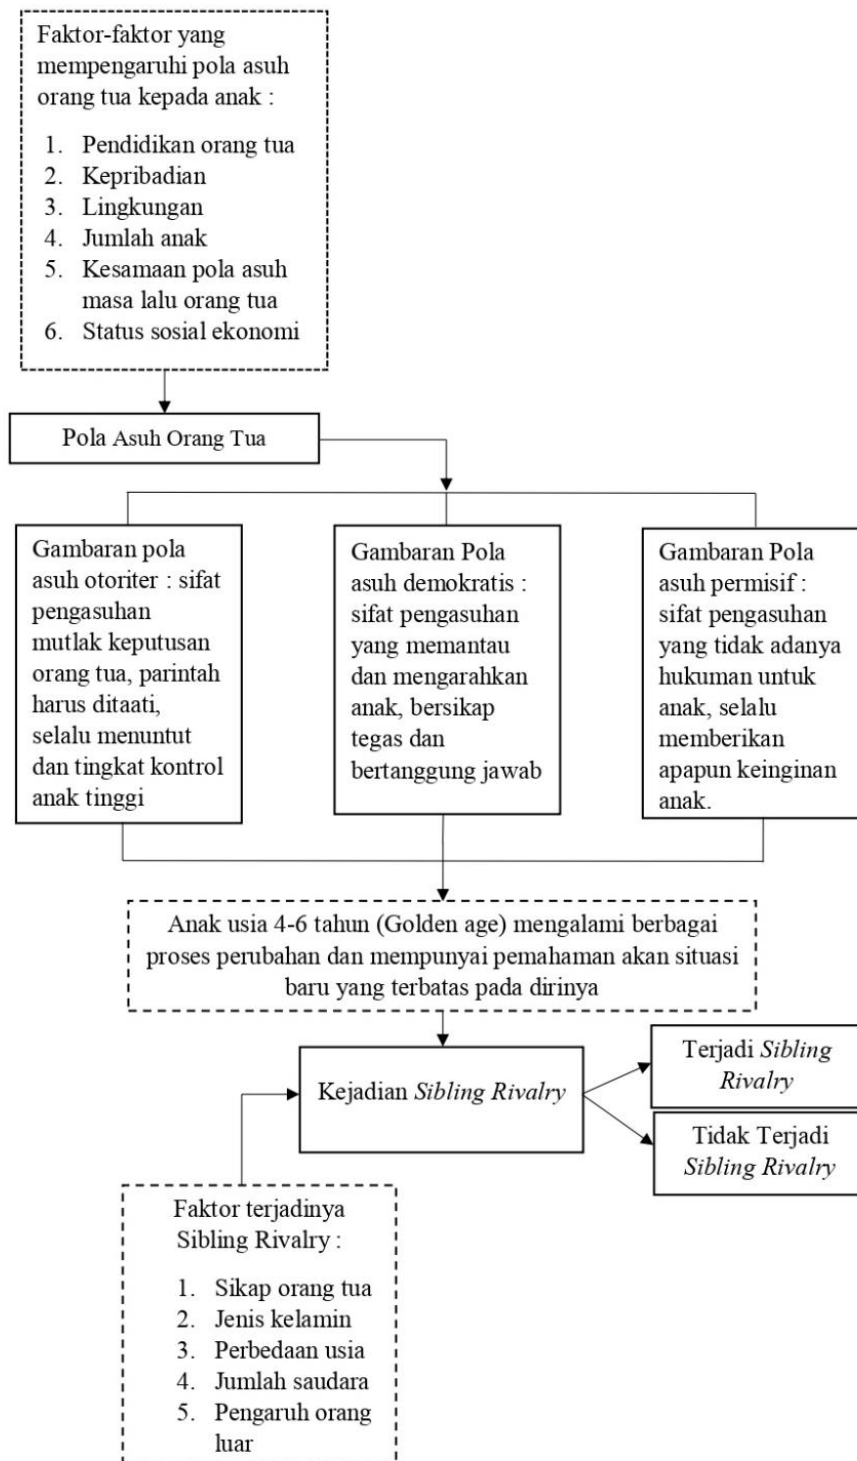 Faktor-faktor yang
mempengaruhi pola asuh
orang tua kepada anak :
1. Pendidikan orang tua
2. Kepribadian
3. Lingkungan
4. Jumlah anak
5. Kesamaan pola asuh
masa lalu orang tua
6. Status sosial ekonomi
Pola Asuh Orang Tua
Gambaran pola
asuh otoriter : sifat
pengasuhan
mutlak keputusan
orang tua, parintah
harus ditaati,
selalu menuntut
dan tingkat kontrol
anak tinggi
Gambaran Pola
asuh demokratis :
sifat pengasuhan
yang memantau
dan mengarahkan
anak, bersikap
tegas dan
bertanggung jawab
Gambaran Pola
asuh permisif :
sifat pengasuhan
yang tidak adanya
hukuman untuk
anak, selalu
memberikan
apapun keinginan
anak.
Anak usia 4-6 tahun (Golden age) mengalami berbagai
proses perubahan dan mempunyai pemahaman akan situasi
baru yang terbatas pada dirinya
Kejadian Sibling Rivalry
Terjadi Sibling
Rivalry
Tidak Terjadi
Sibling Rivalry
Faktor terjadinya
Sibling Rivalry :
1. Sikap orang tua
2. Jenis kelamin
3. Perbedaan usia
4. Jumlah saudara
5. Pengaruh orang
luar